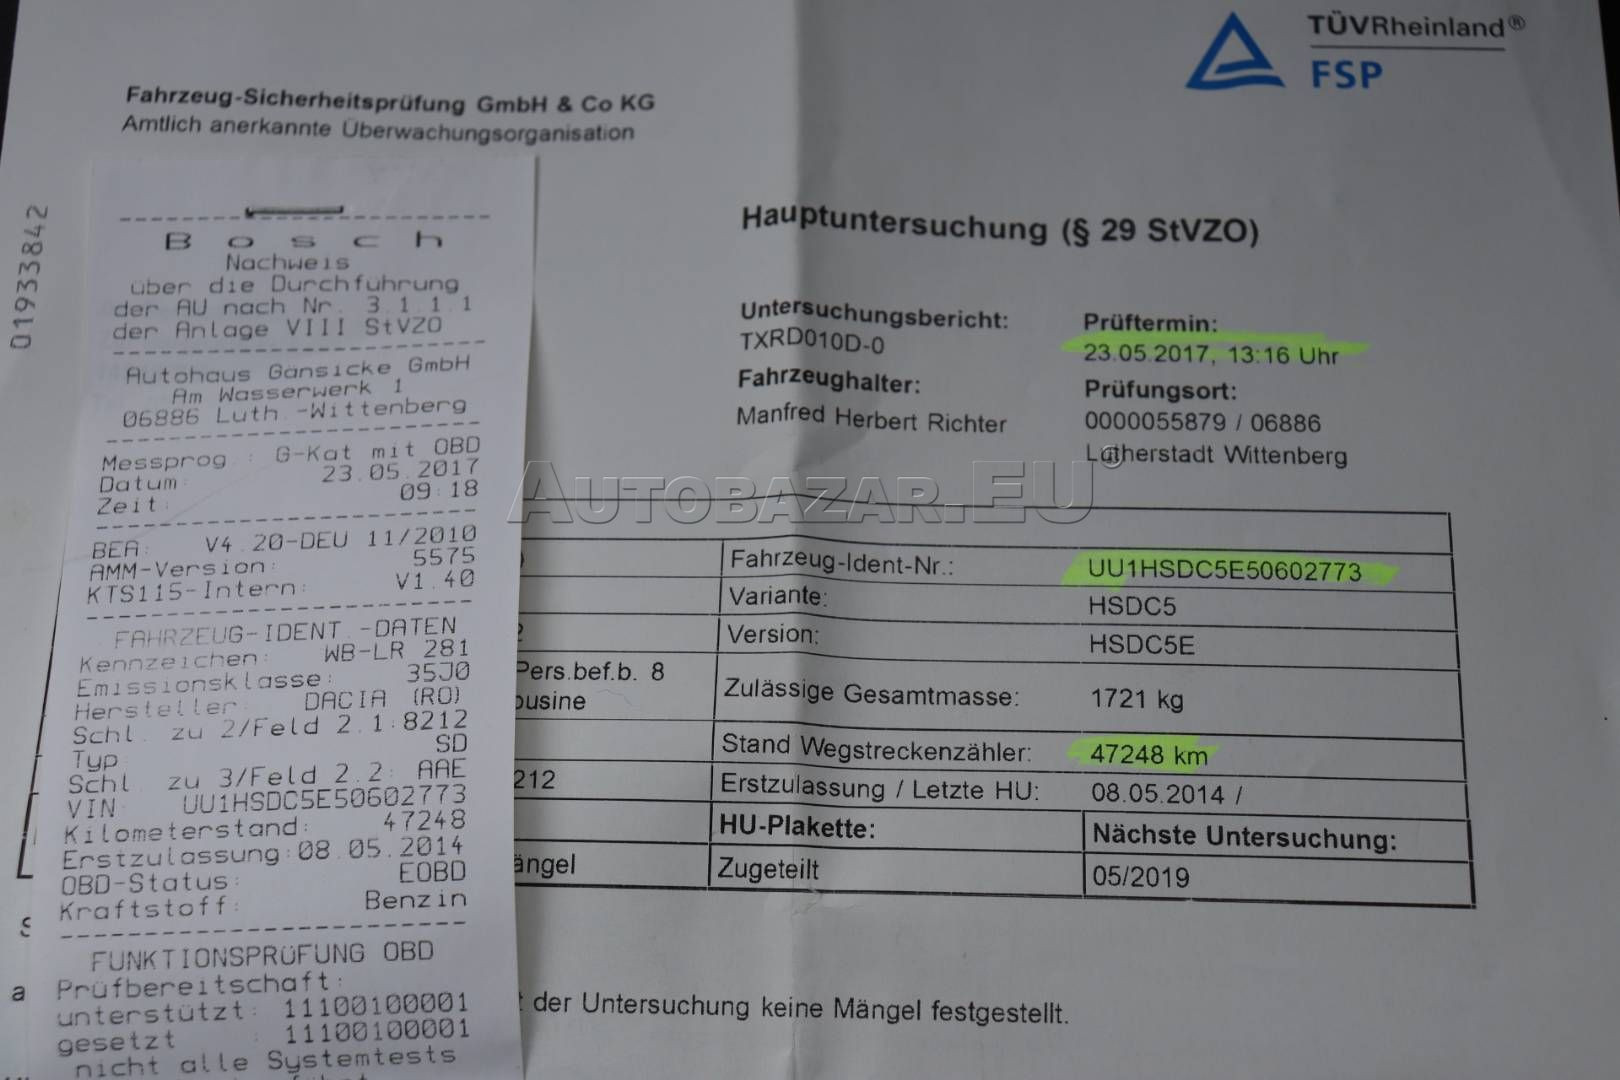 TÜVRheinland®
FSP
Fahrzeug-Sicherheitsprüfung GmbH & Co KG
Amtlich anerkannte Überwachungsorganisation
01933842
Bosch
Nachweis
über die Durchführung
der AU nach Nr. 3.1.1.1
der Anlage VIII StVZO
Autohaus Gänsicke GmbH
Am Wasserwerk 1
06886 Luth.-Wittenberg
Messprog.: G-Kat mit OBD
Datum: 23.05.2017
Zeit: 09:18
BEA: V4.20-DEU 11/2010
AMM-Version: 5575
KTS115-Intern: V1.40
FAHRZEUG-IDENT.-DATEN
Kennzeichen: WB-LR 281
Emissionsklasse: 35J0
Hersteller: DACIA (RO)
Schl. zu 2/Feld 2.1:8212
Typ: SD
Schl. zu 3/Feld 2.2: AAE
VIN: UU1HSDC5E50602773
Kilometerstand: 47248
Erstzulassung:08.05.2014
OBD-Status: EOBD
Kraftstoff: Benzin
FUNKTIONSPRÜFUNG OBD
Prüfbereitschaft:
unterstützt: 11100100001
gesetzt : 11100100001
nicht alle Systemtests
Hauptuntersuchung (§ 29 StVZO)
Untersuchungsbericht: Prüftermin:
TXRD010D-0 23.05.2017, 13:16 Uhr
Fahrzeughalter: Prüfungsort:
Manfred Herbert Richter 0000055879 / 06886
Lutherstadt Wittenberg
AUTOBAZAR.EU
Fahrzeug-Ident-Nr.: UU1HSDC5E50602773
Variante: HSDC5
2 Version: HSDC5E
Pers.bef.b. 8 Zulässige Gesamtmasse: 1721 kg
ousine
Stand Wegstreckenzähler: 47248 km
212 Erstzulassung / Letzte HU: 08.05.2014 /
HU-Plakette: Nächste Untersuchung:
ängel Zugeteilt 05/2019
S
a t der Untersuchung keine Mängel festgestellt.